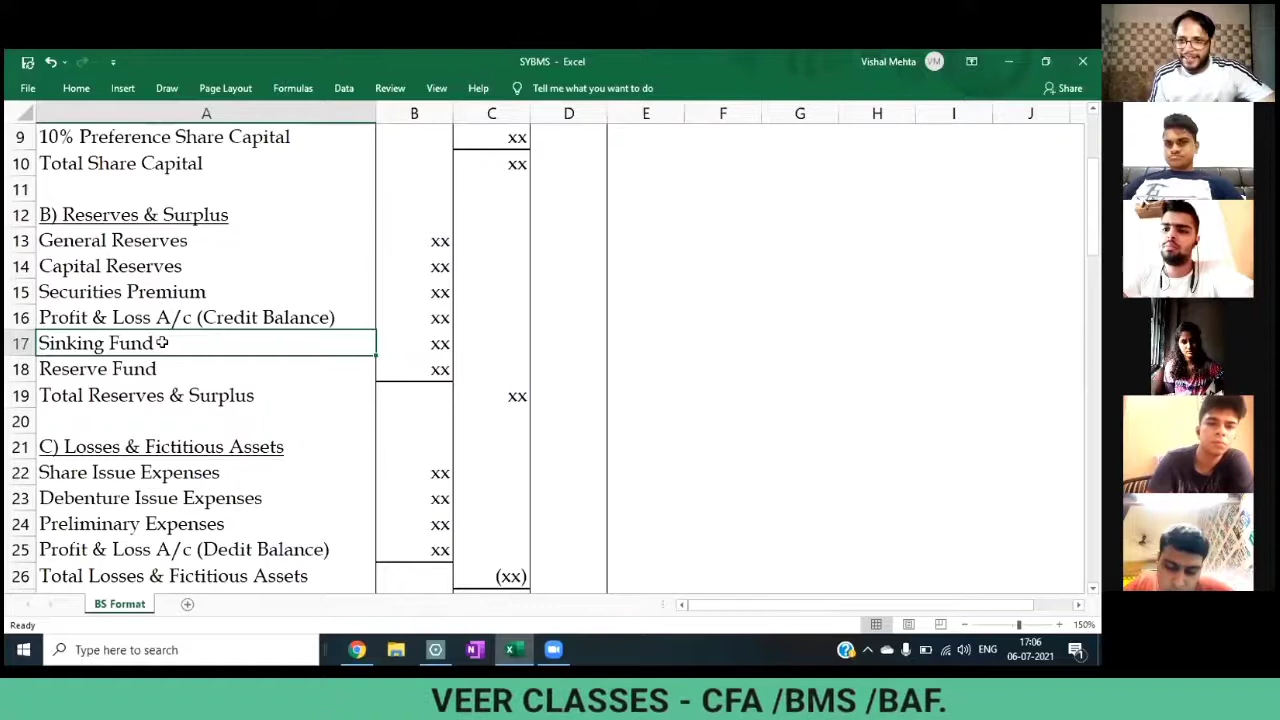 SYBMS - Excel
Vishal Mehta
VM
File Home Insert Draw Page Layout Formulas Data Review View Help Tell me what you want to do Share
A B C D E F G H I J
9 10% Preference Share Capital xx
10 Total Share Capital xx
11
12 B) Reserves & Surplus
13 General Reserves xx
14 Capital Reserves xx
15 Securities Premium xx
16 Profit & Loss A/c (Credit Balance) xx
17 Sinking Fund xx
18 Reserve Fund xx
19 Total Reserves & Surplus xx
20
21 C) Losses & Fictitious Assets
22 Share Issue Expenses xx
23 Debenture Issue Expenses xx
24 Preliminary Expenses xx
25 Profit & Loss A/c (Dedit Balance) xx
26 Total Losses & Fictitious Assets (xx)
BS Format
Ready
150%
Type here to search
ENG
17:06
06-07-2021
1
VEER CLASSES - CFA /BMS /BAF.